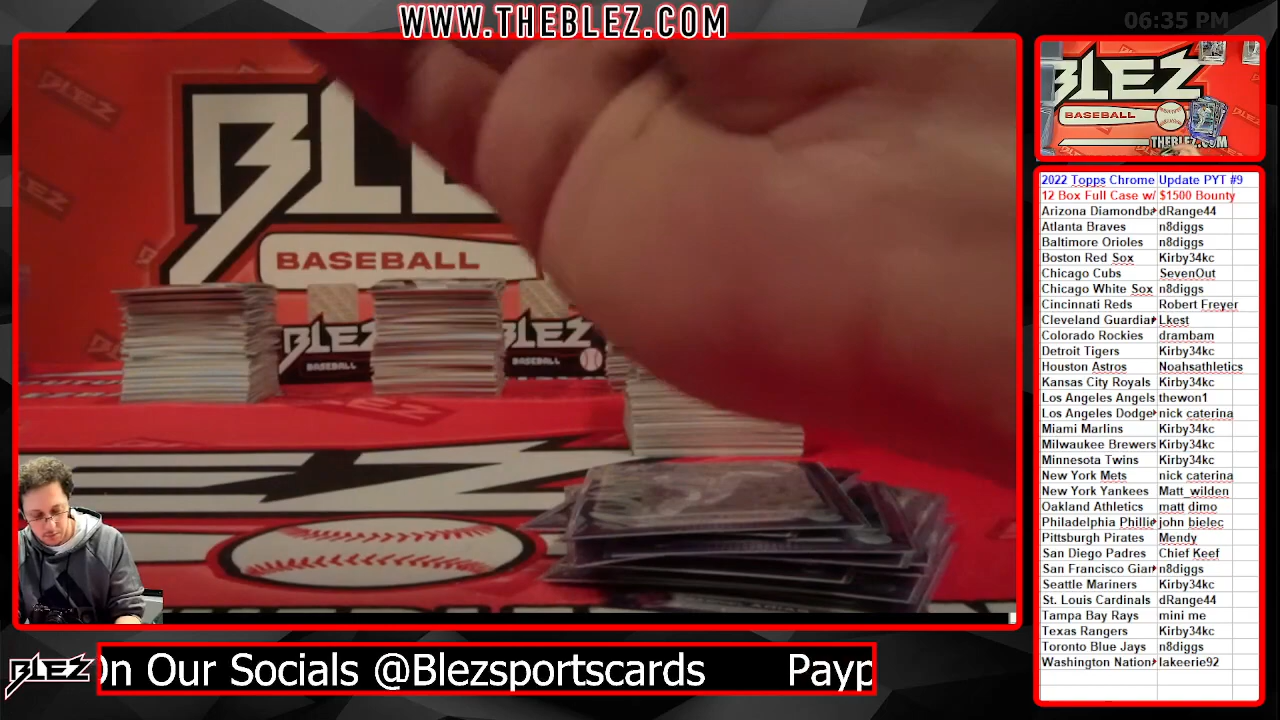 WWW.THEBLEZ.COM
06:35 PM
BLE
BASEBALL
BLEZ
BASEBALL
BLEZ
BASEBALL
BLEZ
BASEBALL
THEBLEZ.COM
2022 Topps Chrome Update PYT #9
12 Box Full Case w/ $1500 Bounty
Arizona Diamondba dRange44
Atlanta Braves n8diggs
Baltimore Orioles n8diggs
Boston Red Sox Kirby34kc
Chicago Cubs SevenOut
Chicago White Sox n8diggs
Cincinnati Reds Robert Freyer
Cleveland Guardian Lkest
Colorado Rockies drambam
Detroit Tigers Kirby34kc
Houston Astros Noahsathletics
Kansas City Royals Kirby34kc
Los Angeles Angels thewon1
Los Angeles Dodge nick caterina
Miami Marlins Kirby34kc
Milwaukee Brewers Kirby34kc
Minnesota Twins Kirby34kc
New York Mets nick caterina
New York Yankees Matt_wilden
Oakland Athletics matt dimo
Philadelphia Phillie john bielec
Pittsburgh Pirates Mendy
San Diego Padres Chief Keef
San Francisco Gian n8diggs
Seattle Mariners Kirby34kc
St. Louis Cardinals dRange44
Tampa Bay Rays mini me
Texas Rangers Kirby34kc
Toronto Blue Jays n8diggs
Washington Nation lakeerie92
BLEZ
On Our Socials @Blezsportscards Payp